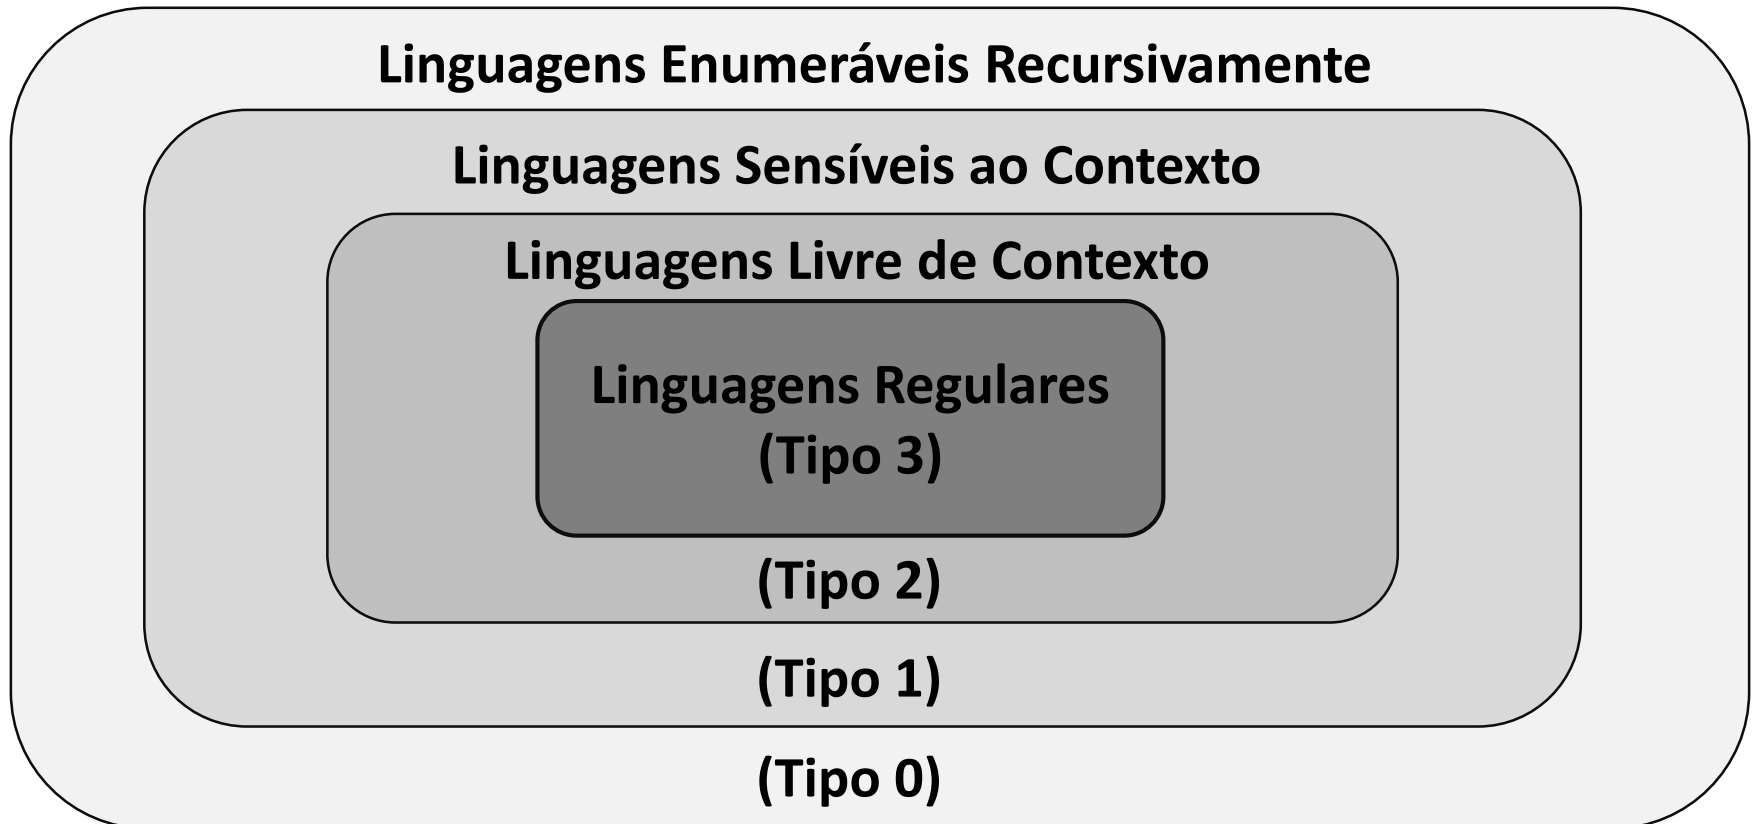 Linguagens Enumeráveis Recursivamente
Linguagens Sensíveis ao Contexto
Linguagens Livre de Contexto
Linguagens Regulares
(Tipo 3)
(Tipo 2)
(Tipo 1)
(Tipo 0)